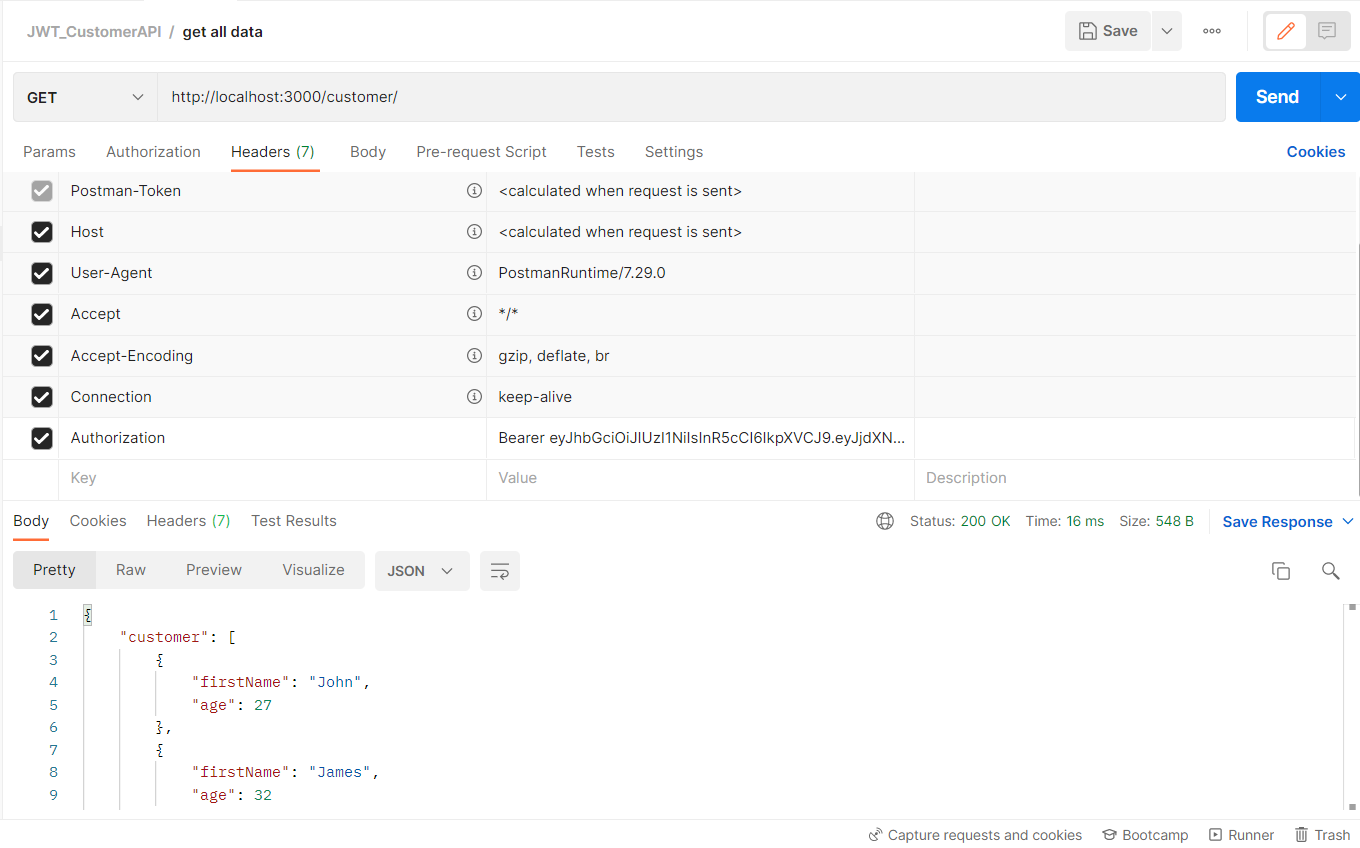 JWT_CustomerAPI / get all data
Save
GET
http://localhost:3000/customer/
Send
Params Authorization Headers (7) Body Pre-request Script Tests Settings Cookies
Postman-Token <calculated when request is sent>
Host <calculated when request is sent>
User-Agent PostmanRuntime/7.29.0
Accept */*
Accept-Encoding gzip, deflate, br
Connection keep-alive
Authorization Bearer eyJhbGciOiJIUzI1NiIsInR5cCI6IkpXVCJ9.eyJjdXN...
Key Value Description
Body Cookies Headers (7) Test Results Status: 200 OK Time: 16 ms Size: 548 B Save Response
Pretty Raw Preview Visualize JSON
1 {
2 "customer": [
3 {
4 "firstName": "John",
5 "age": 27
6 },
7 {
8 "firstName": "James",
9 "age": 32
Capture requests and cookies Bootcamp Runner Trash